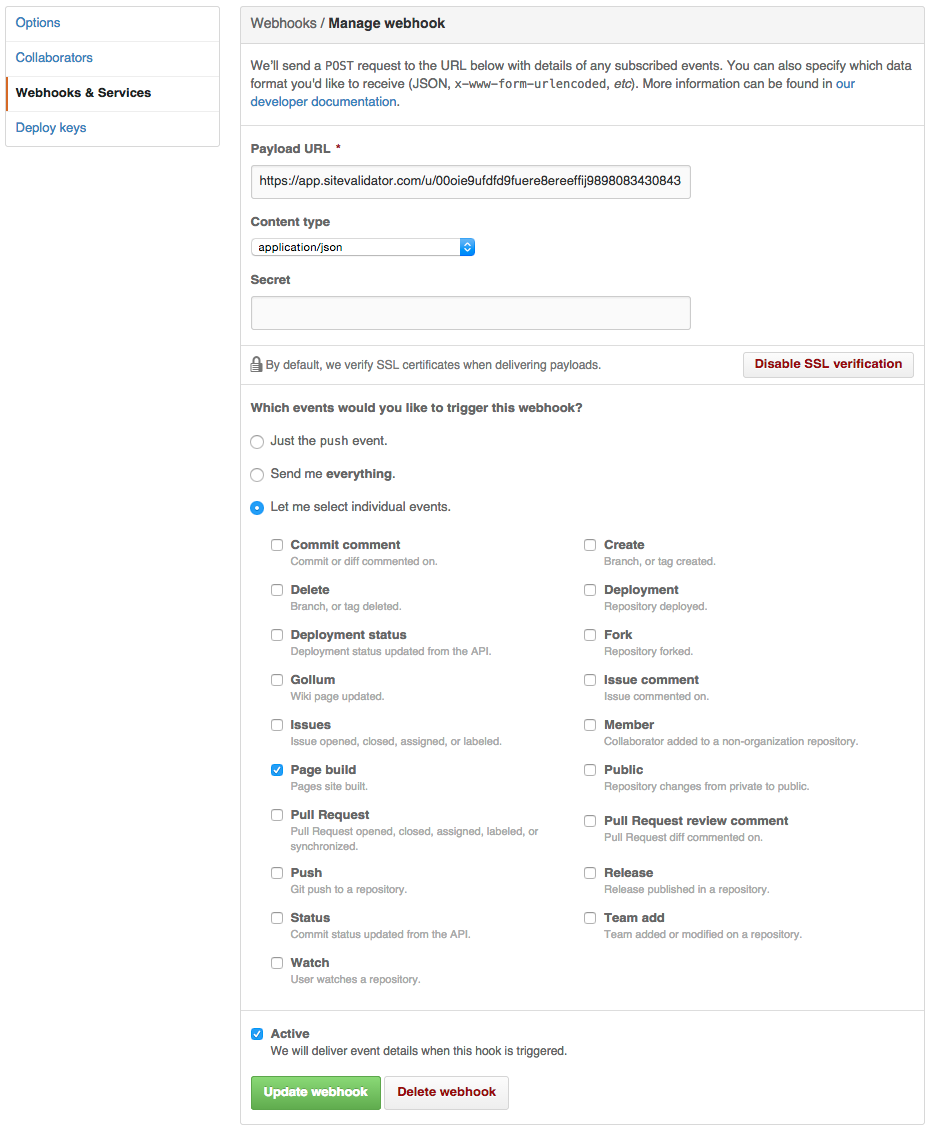 Options
Collaborators
Webhooks & Services
Deploy keys
Webhooks / Manage webhook
We'll send a POST request to the URL below with details of any subscribed events. You can also specify which data
format you'd like to receive (JSON, x-www-form-urlencoded, etc). More information can be found in our
developer documentation.
Payload URL *
https://app.sitevalidator.com/u/00oie9ufdfd9fuere8ereeffij9898083430843
Content type
application/json
Secret
By default, we verify SSL certificates when delivering payloads.
Disable SSL verification
Which events would you like to trigger this webhook?
Just the push event.
Send me everything.
Let me select individual events.
Commit comment
Commit or diff commented on.
Create
Branch, or tag created.
Delete
Branch, or tag deleted.
Deployment
Repository deployed.
Deployment status
Deployment status updated from the API.
Fork
Repository forked.
Gollum
Wiki page updated.
Issue comment
Issue commented on.
Issues
Issue opened, closed, assigned, or labeled.
Member
Collaborator added to a non-organization repository.
Page build
Pages site built.
Public
Repository changes from private to public.
Pull Request
Pull Request opened, closed, assigned, labeled, or
synchronized.
Pull Request review comment
Pull Request diff commented on.
Push
Git push to a repository.
Release
Release published in a repository.
Status
Commit status updated from the API.
Team add
Team added or modified on a repository.
Watch
User watches a repository.
Active
We will deliver event details when this hook is triggered.
Update webhook
Delete webhook